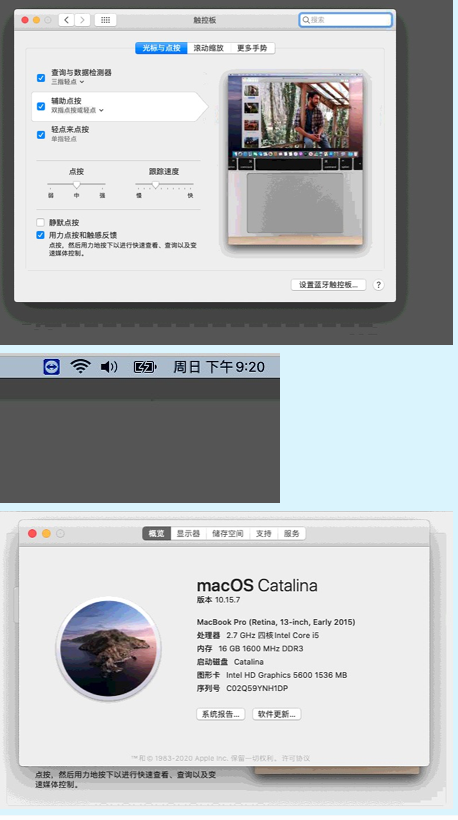 触控板
搜索
光标与点按 滚动缩放 更多手势
查询与数据检测器
三指轻点
辅助点按
双指点按或轻点
轻点来点按
单指轻点
点按 跟踪速度
弱 中 强 慢 快
静默点按
用力点按和触感反馈
点按，然后用力地按下以进行快速查看、查询以及变
速媒体控制。
设置蓝牙触控板... ?
周日 下午9:20
概览 显示器 储存空间 支持 服务
macOS Catalina
版本 10.15.7
MacBook Pro (Retina, 13-inch, Early 2015)
处理器 2.7 GHz 四核Intel Core i5
内存 16 GB 1600 MHz DDR3
启动磁盘 Catalina
图形卡 Intel HD Graphics 5600 1536 MB
序列号 C02Q59YNH1DP
系统报告... 软件更新...
™和 © 1983-2020 Apple Inc. 保留一切权利。许可协议
点按，然后用力地按下以进行快速查看、查询以及变
速媒体控制。